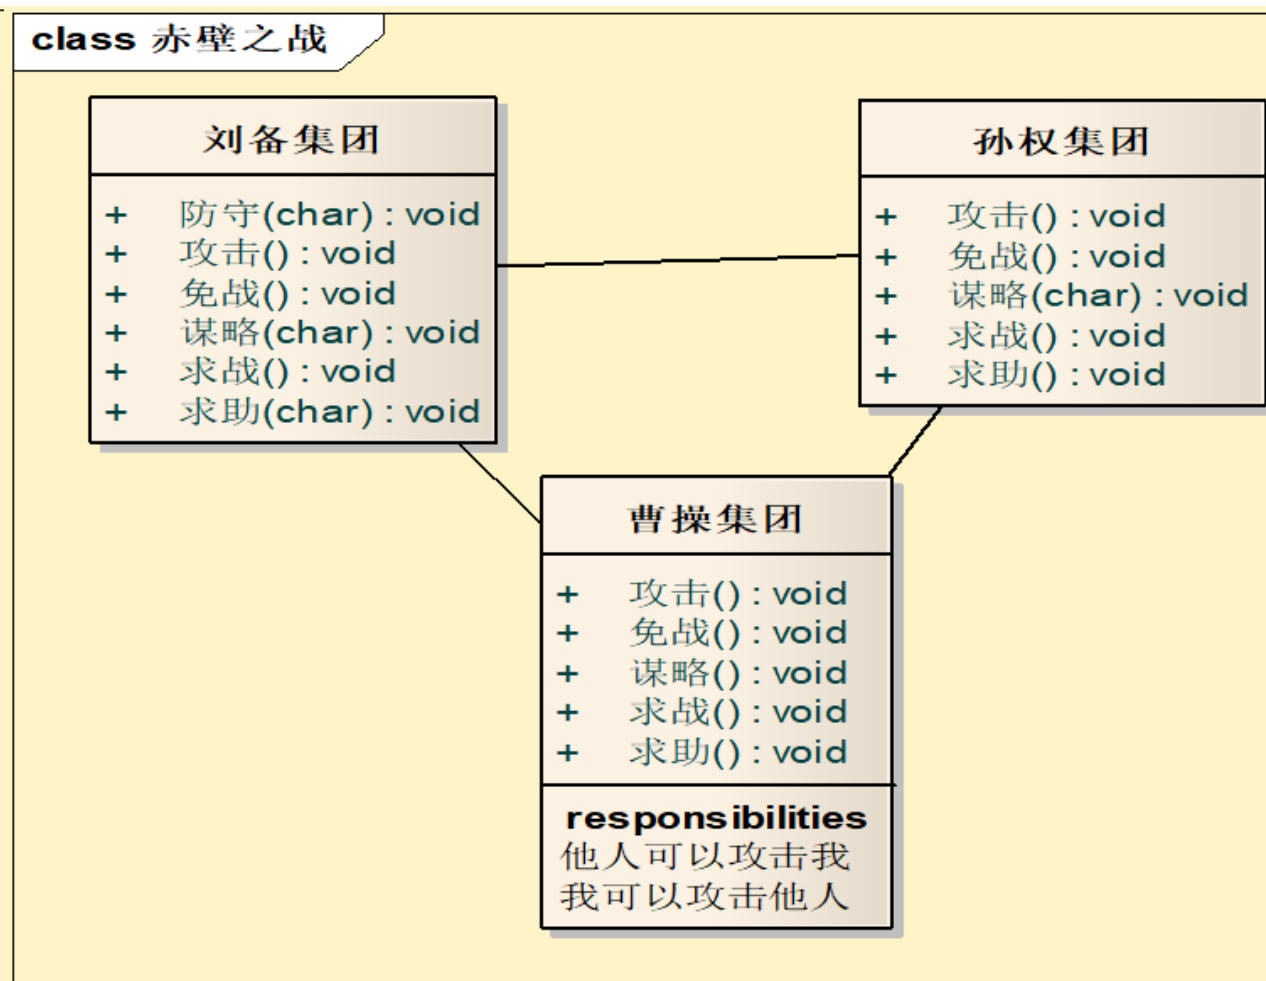 class 赤壁之战
刘备集团
+ 防守(char) : void
+ 攻击() : void
+ 免战() : void
+ 谋略(char) : void
+ 求战() : void
+ 求助(char) : void
孙权集团
+ 攻击() : void
+ 免战() : void
+ 谋略(char) : void
+ 求战() : void
+ 求助() : void
曹操集团
+ 攻击() : void
+ 免战() : void
+ 谋略() : void
+ 求战() : void
+ 求助() : void
responsibilities
他人可以攻击我
我可以攻击他人